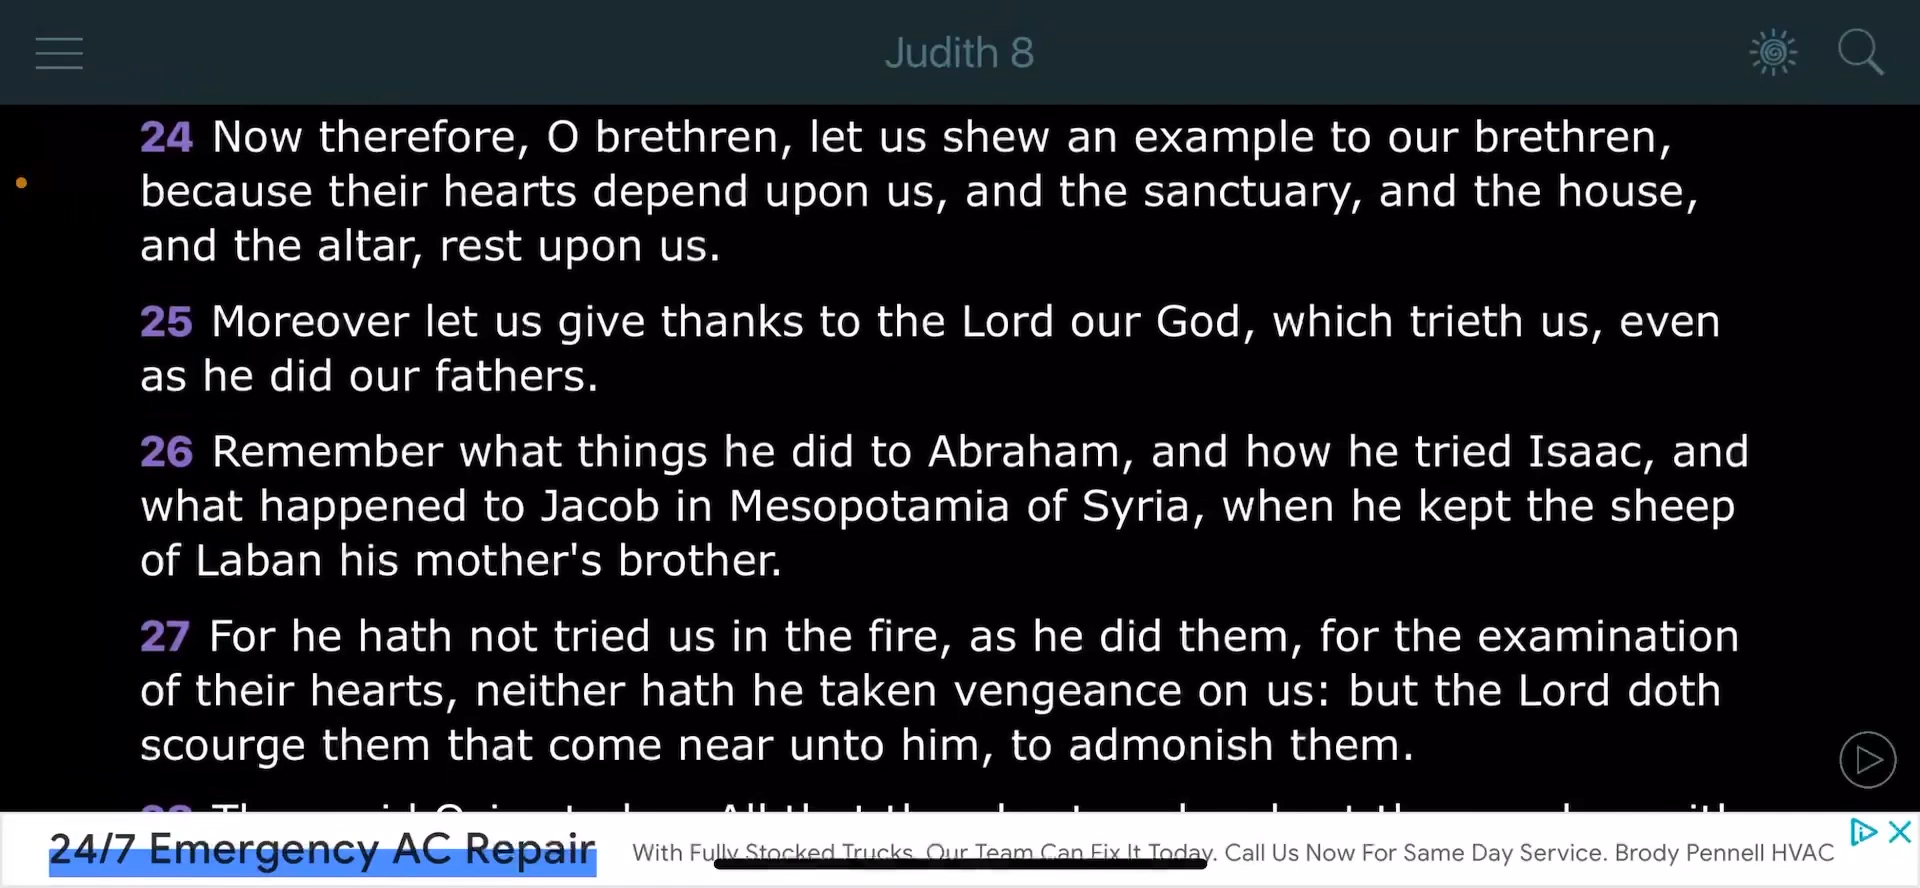 Judith 8
24 Now therefore, O brethren, let us shew an example to our brethren,
because their hearts depend upon us, and the sanctuary, and the house,
and the altar, rest upon us.
25 Moreover let us give thanks to the Lord our God, which trieth us, even
as he did our fathers.
26 Remember what things he did to Abraham, and how he tried Isaac, and
what happened to Jacob in Mesopotamia of Syria, when he kept the sheep
of Laban his mother's brother.
27 For he hath not tried us in the fire, as he did them, for the examination
of their hearts, neither hath he taken vengeance on us: but the Lord doth
scourge them that come near unto him, to admonish them.
24/7 Emergency AC Repair
With Fully Stocked Trucks, Our Team Can Fix It Today. Call Us Now For Same Day Service. Brody Pennell HVAC